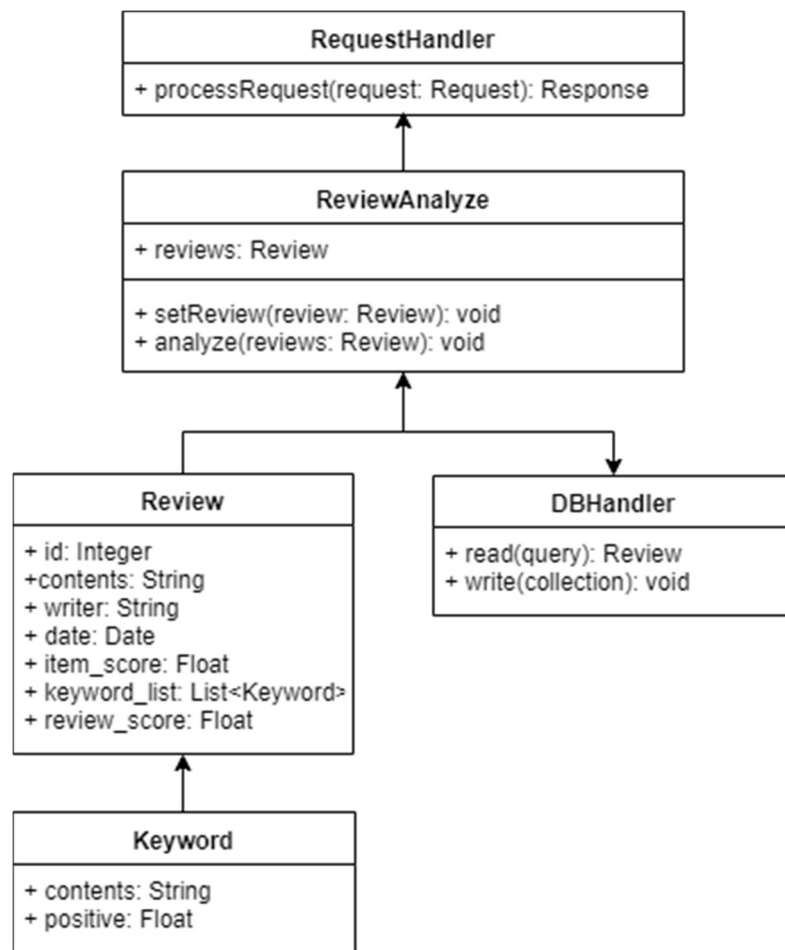 RequestHandler
+ processRequest(request: Request): Response
ReviewAnalyze
+ reviews: Review
+ setReview(review: Review): void
+ analyze(reviews: Review): void
Review
+ id: Integer
+contents: String
+ writer: String
+ date: Date
+ item_score: Float
+ keyword_list: List<Keyword>
+ review_score: Float
DBHandler
+ read(query): Review
+ write(collection): void
Keyword
+ contents: String
+ positive: Float